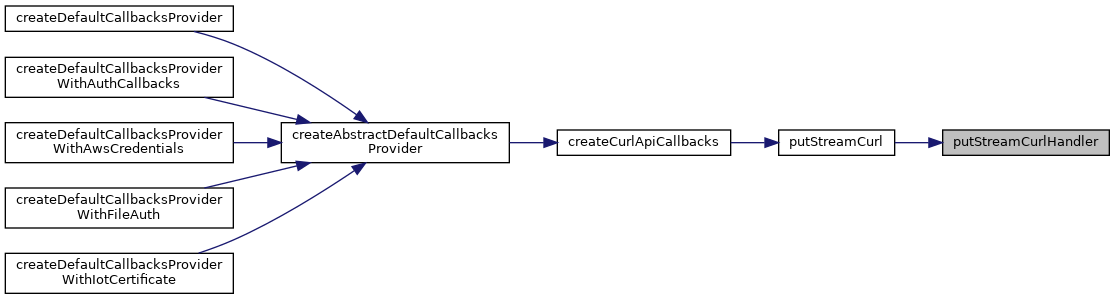 createDefaultCallbacksProvider
createDefaultCallbacksProvider
WithAuthCallbacks
createDefaultCallbacksProvider
WithAwsCredentials
createDefaultCallbacksProvider
WithFileAuth
createDefaultCallbacksProvider
WithIotCertificate
createAbstractDefaultCallbacks
Provider
createCurlApiCallbacks
putStreamCurl
putStreamCurlHandler